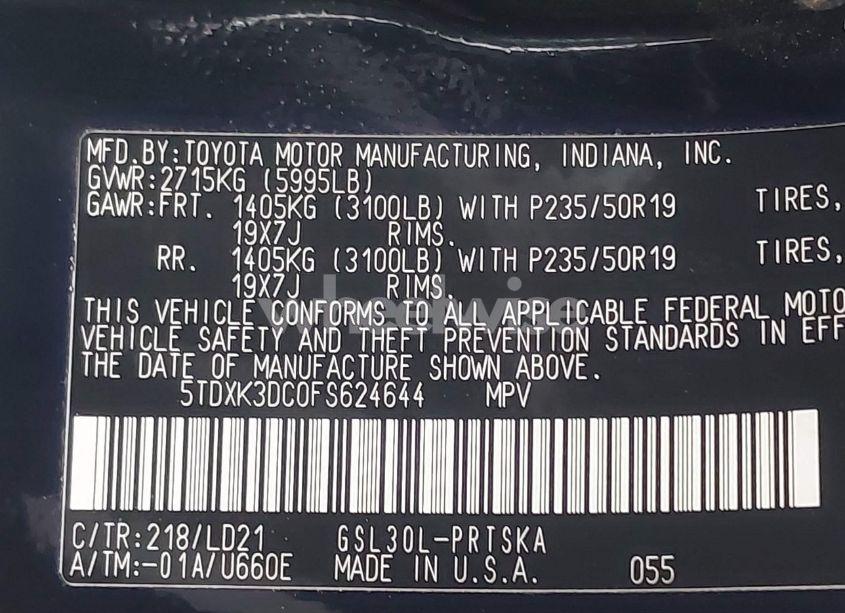 MFD.BY:TOYOTA MOTOR MANUFACTURING, INDIANA, INC.
GVWR:2715KG (5995LB)
GAWR:FRT. 1405KG (3100LB) WITH P235/50R19 TIRES,
19X7J RIMS.
RR. 1405KG (3100LB) WITH P235/50R19 TIRES,
19X7J RIMS.
wheelwise
THIS VEHICLE CONFORMS TO ALL APPLICABLE FEDERAL MOTO
VEHICLE SAFETY AND THEFT PREVENTION STANDARDS IN EFF
THE DATE OF MANUFACTURE SHOWN ABOVE.
5TDXK3DC0FS624644 MPV
C/TR:218/LD21 GSL30L-PRTSKA
A/TM:-01A/U660E MADE IN U.S.A. 055